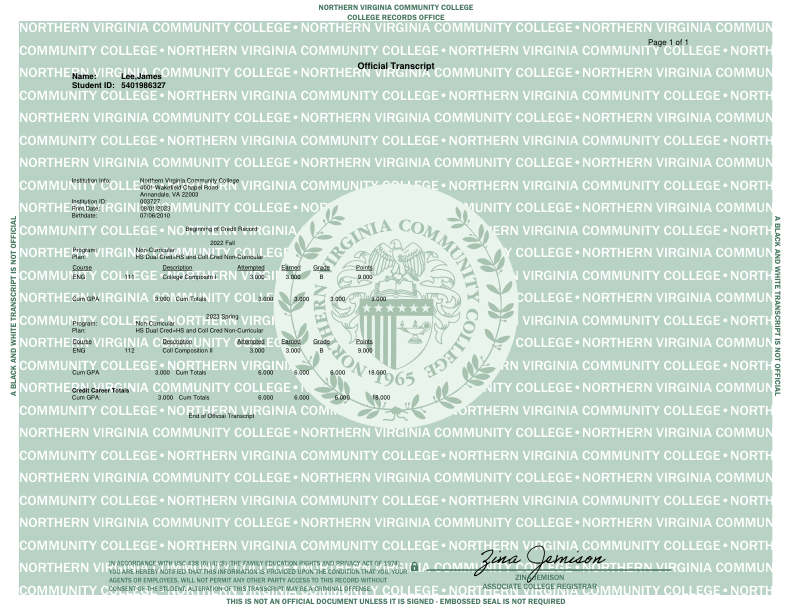 NORTHERN VIRGINIA COMMUNITY COLLEGE
COLLEGE RECORDS OFFICE
Page 1 of 1
Official Transcript
Name: Lee,James
Student ID: 5401986327
Institution Info: Northern Virginia Community College
4001 Wakefield Chapel Road
Annandale, VA 22003
Institution ID: 003727
Print Date: 08/01/2023
Birthdate: 07/06/2010
Beginning of Credit Record
2022 Fall
Program: Non-Curricular
Plan: HS Dual Cred=HS and Coll Cred Non-Curricular
Course Description Attempted Earned Grade Points
ENG 111 College Compositn I 3.000 3.000 B 9.000
Cum GPA 9.000 Cum Totals 3.000 3.000 3.000 9.000
2023 Spring
Program: Non-Curricular
Plan: HS Dual Cred=HS and Coll Cred Non-Curricular
Course Description Attempted Earned Grade Points
ENG 112 Coll Composition II 3.000 3.000 B 9.000
Cum GPA 3.000 Cum Totals 6.000 6.000 6.000 18.000
Credit Career Totals
Cum GPA: 3.000 Cum Totals 6.000 6.000 6.000 18.000
End of Official Transcript
NORTHERN VIRGINIA COMMUNITY COLLEGE
1965
A BLACK AND WHITE TRANSCRIPT IS NOT OFFICIAL
A BLACK AND WHITE TRANSCRIPT IS NOT OFFICIAL
IN ACCORDANCE WITH USC 438 (6) (4) (8) (THE FAMILY EDUCATION RIGHTS AND PRIVACY ACT OF 1974)
YOU ARE HEREBY NOTIFIED THAT THIS INFORMATION IS PROVIDED UPON THE CONDITION THAT YOU, YOUR
AGENTS OR EMPLOYEES, WILL NOT PERMIT ANY OTHER PARTY ACCESS TO THIS RECORD WITHOUT
CONSENT OF THE STUDENT. ALTERATION OF THIS TRANSCRIPT MAY BE A CRIMINAL OFFENSE.
Zina Jemison
ZINA JEMISON
ASSOCIATE COLLEGE REGISTRAR
THIS IS NOT AN OFFICIAL DOCUMENT UNLESS IT IS SIGNED - EMBOSSED SEAL IS NOT REQUIRED